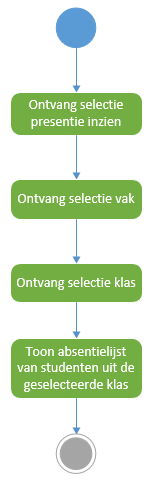 Ontvang selectie
presentie inzien
Ontvang selectie vak
Ontvang selectie klas
Toon absentielijst
van studenten uit de
geselecteerde klas